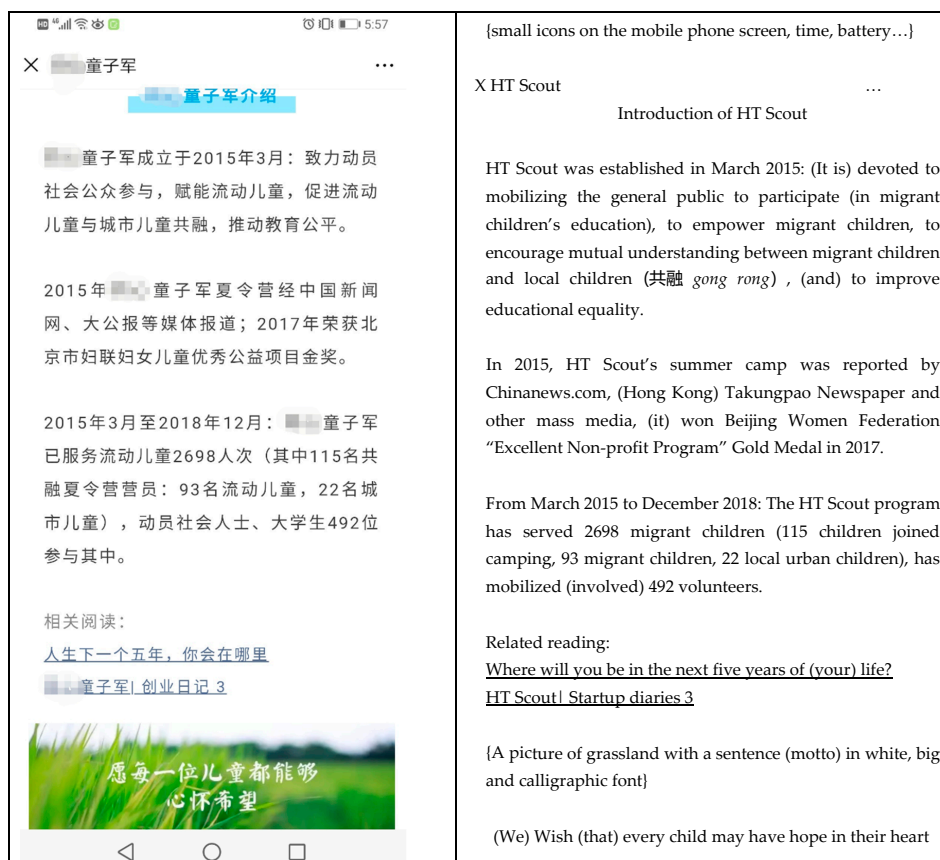 HD 46 5:57
童子军 ...
童子军介绍
童子军成立于2015年3月：致力动员
社会公众参与，赋能流动儿童，促进流动
儿童与城市儿童共融，推动教育公平。
2015年 童子军夏令营经中国新闻
网、大公报等媒体报道；2017年荣获北
京市妇联妇女儿童优秀公益项目金奖。
2015年3月至2018年12月： 童子军
已服务流动儿童2698人次（其中115名共
融夏令营营员：93名流动儿童，22名城
市儿童），动员社会人士、大学生492位
参与其中。
相关阅读：
人生下一个五年，你会在哪里
童子军| 创业日记 3
愿每一位儿童都能够
心怀希望
{small icons on the mobile phone screen, time, battery…}
X HT Scout …
Introduction of HT Scout
HT Scout was established in March 2015: (It is) devoted to
mobilizing the general public to participate (in migrant
children’s education), to empower migrant children, to
encourage mutual understanding between migrant children
and local children (共融 gong rong) , (and) to improve
educational equality.
In 2015, HT Scout’s summer camp was reported by
Chinanews.com, (Hong Kong) Takungpao Newspaper and
other mass media, (it) won Beijing Women Federation
“Excellent Non-profit Program” Gold Medal in 2017.
From March 2015 to December 2018: The HT Scout program
has served 2698 migrant children (115 children joined
camping, 93 migrant children, 22 local urban children), has
mobilized (involved) 492 volunteers.
Related reading:
Where will you be in the next five years of (your) life?
HT Scout| Startup diaries 3
{A picture of grassland with a sentence (motto) in white, big
and calligraphic font}
(We) Wish (that) every child may have hope in their heart